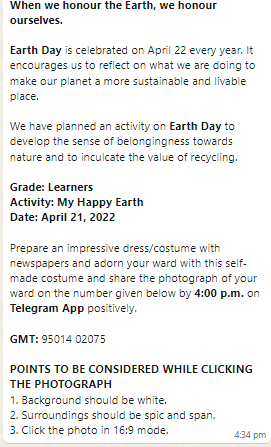 When we honour the Earth, we honour
ourselves.
Earth Day is celebrated on April 22 every year. It
encourages us to reflect on what we are doing to
make our planet a more sustainable and livable
place.
We have planned an activity on Earth Day to
develop the sense of belongingness towards
nature and to inculcate the value of recycling.
Grade: Learners
Activity: My Happy Earth
Date: April 21, 2022
Prepare an impressive dress/costume with
newspapers and adorn your ward with this self-
made costume and share the photograph of your
ward on the number given below by 4:00 p.m. on
Telegram App positively.
GMT: 95014 02075
POINTS TO BE CONSIDERED WHILE CLICKING
THE PHOTOGRAPH
1. Background should be white.
2. Surroundings should be spic and span.
3. Click the photo in 16:9 mode.
4:34 pm